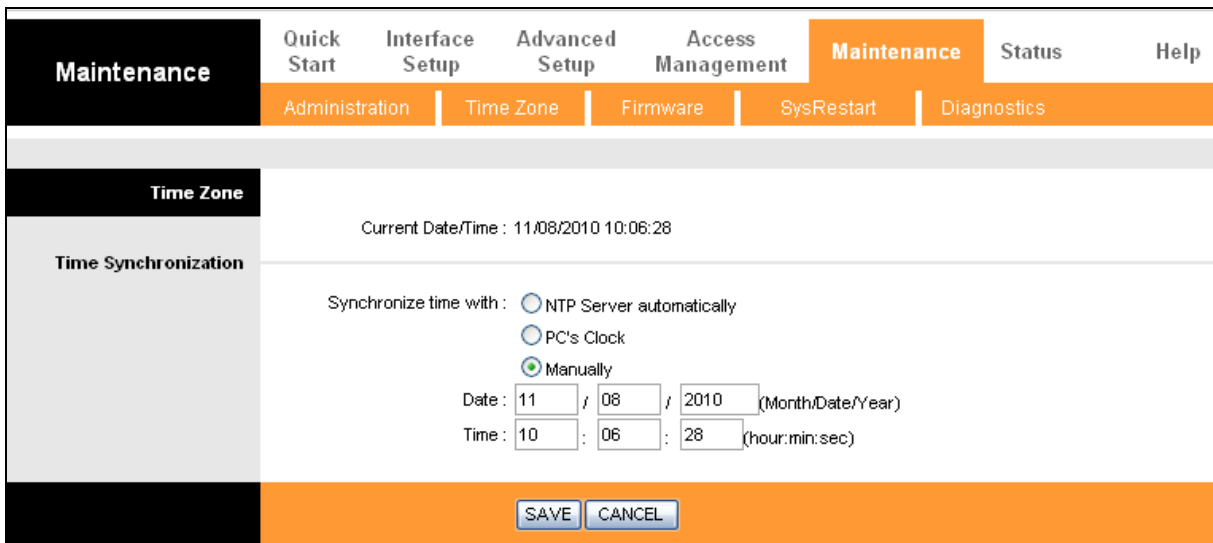 Maintenance
Quick Start
Interface Setup
Advanced Setup
Access Management
Maintenance
Status
Help
Administration
Time Zone
Firmware
SysRestart
Diagnostics
Time Zone
Current Date/Time : 11/08/2010 10:06:28
Time Synchronization
Synchronize time with : NTP Server automatically
PC's Clock
Manually
Date : 11 / 08 / 2010 (Month/Date/Year)
Time : 10 : 06 : 28 (hour:min:sec)
SAVE CANCEL